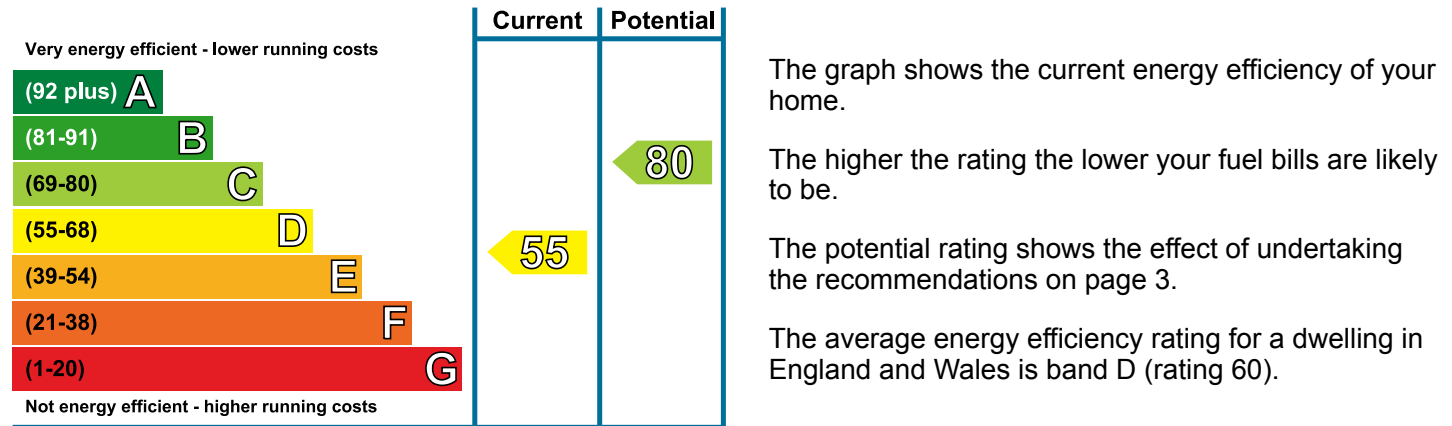 Current Potential
Very energy efficient - lower running costs
(92 plus) A
(81-91) B
(69-80) C
(55-68) D
(39-54) E
(21-38) F
(1-20) G
Not energy efficient - higher running costs
55
80
The graph shows the current energy efficiency of your
home.
The higher the rating the lower your fuel bills are likely
to be.
The potential rating shows the effect of undertaking
the recommendations on page 3.
The average energy efficiency rating for a dwelling in
England and Wales is band D (rating 60).